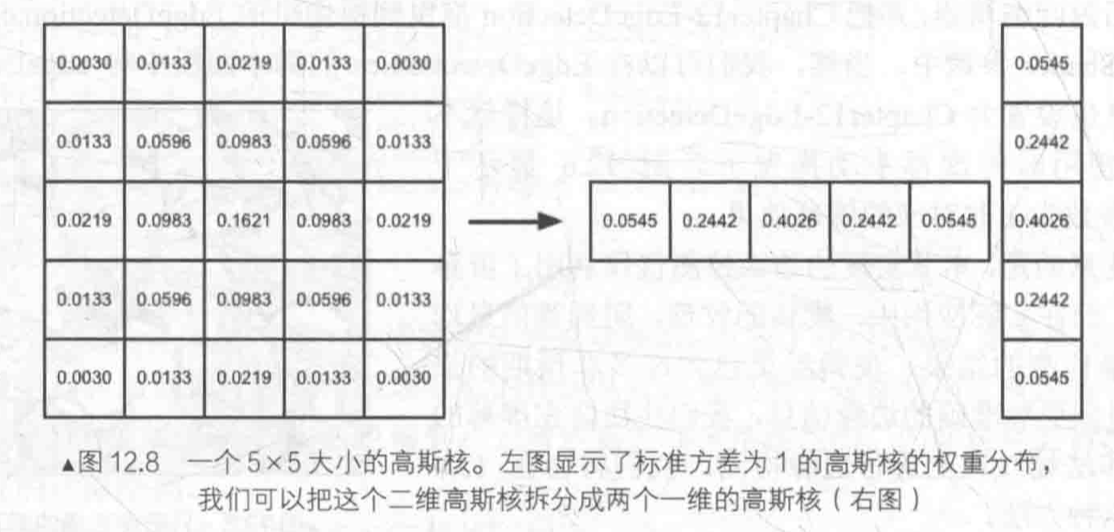 0.0030 0.0133 0.0219 0.0133 0.0030
0.0133 0.0596 0.0983 0.0596 0.0133
0.0219 0.0983 0.1621 0.0983 0.0219
0.0133 0.0596 0.0983 0.0596 0.0133
0.0030 0.0133 0.0219 0.0133 0.0030
0.0545 0.2442 0.4026 0.2442 0.0545
0.0545
0.2442
0.4026
0.2442
0.0545
▲图 12.8 一个 5×5 大小的高斯核。左图显示了标准方差为 1 的高斯核的权重分布，
我们可以把这个二维高斯核拆分成两个一维的高斯核（右图）